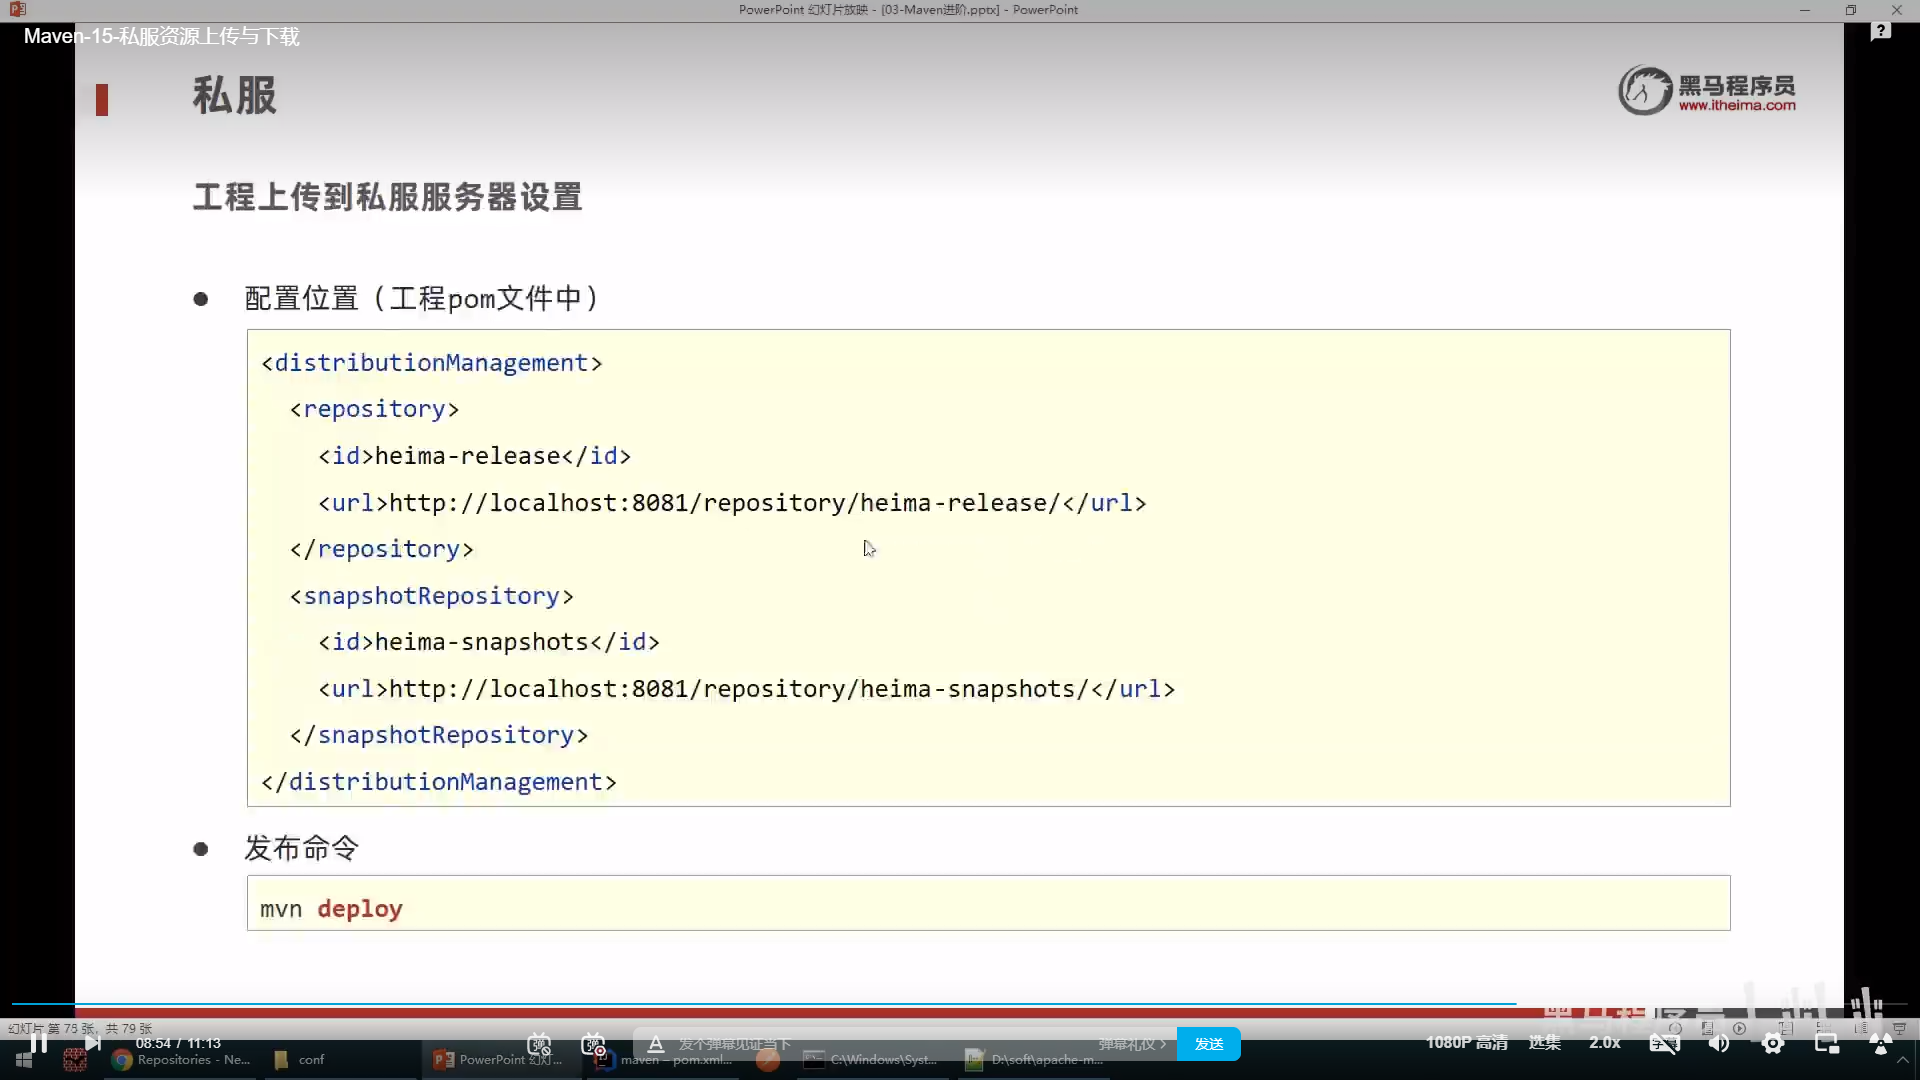 PowerPoint 幻灯片放映 - [03-Maven进阶.pptx] - PowerPoint
Maven-15-私服资源上传与下载
私服
黑马程序员
www.itheima.com
工程上传到私服服务器设置
配置位置（工程pom文件中）
<distributionManagement>
<repository>
<id>heima-release</id>
<url>http://localhost:8081/repository/heima-release/</url>
</repository>
<snapshotRepository>
<id>heima-snapshots</id>
<url>http://localhost:8081/repository/heima-snapshots/</url>
</snapshotRepository>
</distributionManagement>
发布命令
mvn deploy
幻灯片 第 75 张，共 79 张
08:54 / 11:13
发个弹幕见证当下
弹幕礼仪 >
发送
1080P 高清
选集
2.0x
Repositories - Ne...
conf
PowerPoint 幻灯...
maven – pom.xml...
C:\Windows\Syst...
D:\soft\apache-m...